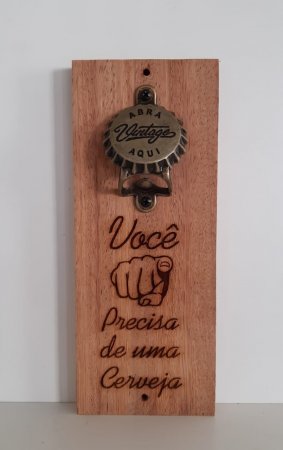 ABRA
Vintage
AQUI
Você
Precisa
de uma
Cerveja